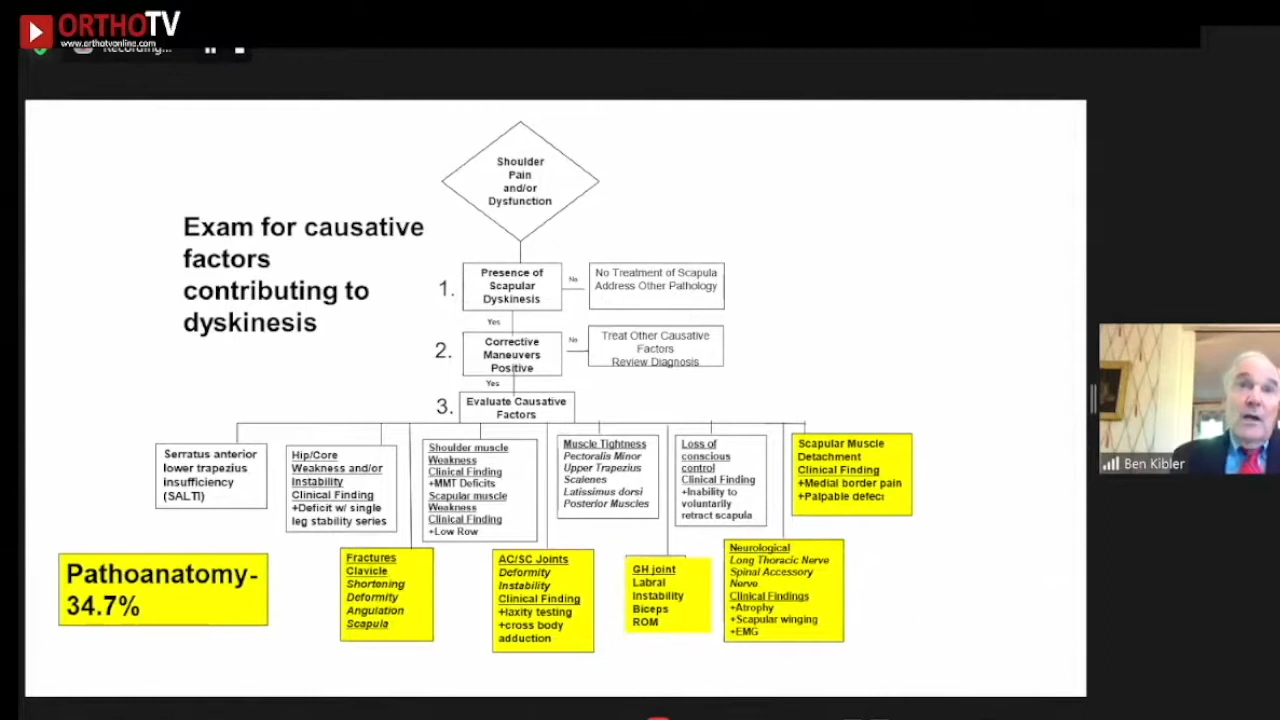 ORTHOTV
www.orthotvonline.com
Recording...
Shoulder
Pain
and/or
Dysfunction
Exam for causative
factors
contributing to
dyskinesis
1.
Presence of
Scapular
Dyskinesis
No
No Treatment of Scapula
Address Other Pathology
Yes
2.
Corrective
Maneuvers
Positive
No
Treat Other Causative
Factors
Review Diagnosis
Yes
3.
Evaluate Causative
Factors
Serratus anterior
lower trapezius
insufficiency
(SALTI)
Hip/Core
Weakness and/or
Instability
Clinical Finding
+Deficit w/ single
leg stability series
Shoulder muscle
Weakness
Clinical Finding
+MMT Deficits
Scapular muscle
Weakness
Clinical Finding
+Low Row
Muscle Tightness
Pectoralis Minor
Upper Trapezius
Scalenes
Latissimus dorsi
Posterior Muscles
Loss of
conscious
control
Clinical Finding
+Inability to
voluntarily
retract scapula
Scapular Muscle
Detachment
Clinical Finding
+Medial border pain
+Palpable defect
Pathoanatomy-
34.7%
Fractures
Clavicle
Shortening
Deformity
Angulation
Scapula
AC/SC Joints
Deformity
Instability
Clinical Finding
+laxity testing
+cross body
adduction
GH joint
Labral
Instability
Biceps
ROM
Neurological
Long Thoracic Nerve
Spinal Accessory
Nerve
Clinical Findings
+Atrophy
+Scapular winging
+EMG
Ben Kibler